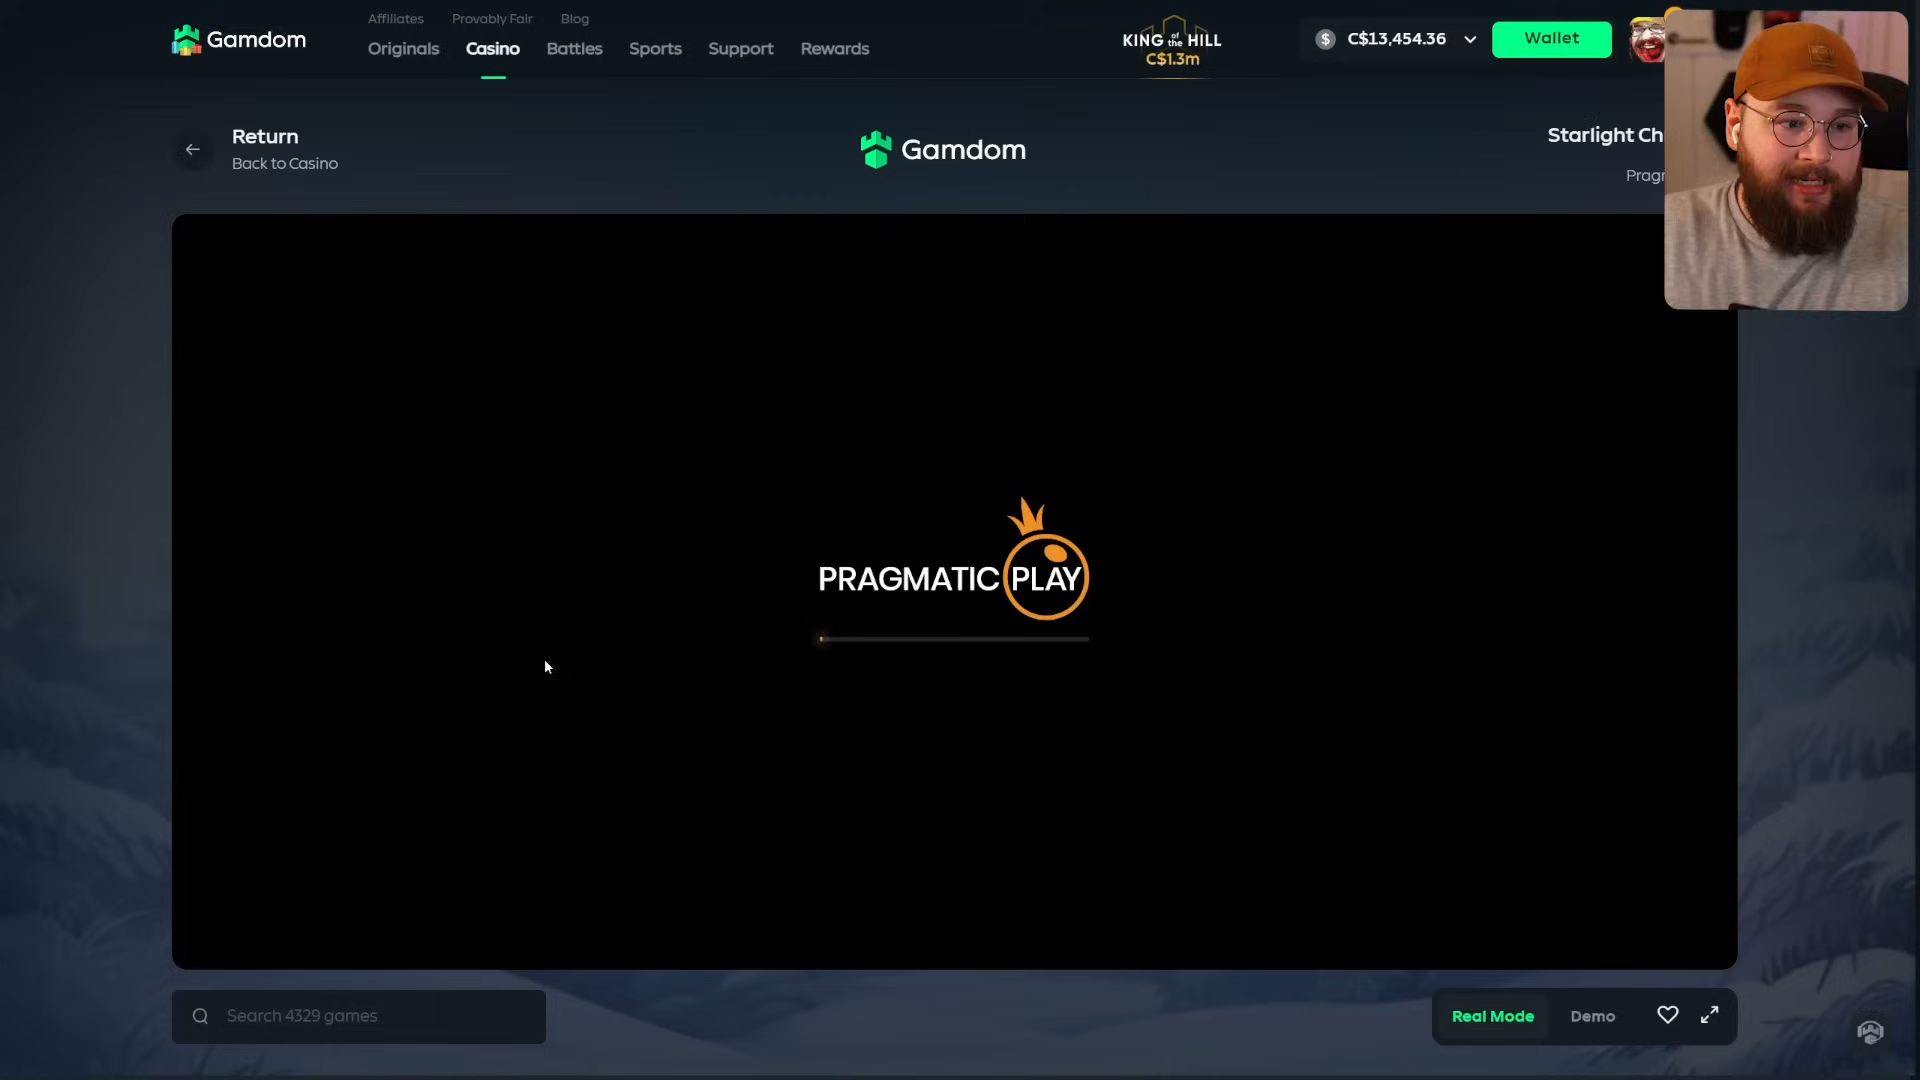 Affiliates Provably Fair Blog
Gamdom
Originals Casino Battles Sports Support Rewards
KING of the HILL
C$1.3m
$ C$13,454.36
Wallet
Return
Back to Casino
Gamdom
Starlight Ch
Pragr
PRAGMATIC PLAY
Search 4329 games
Real Mode Demo